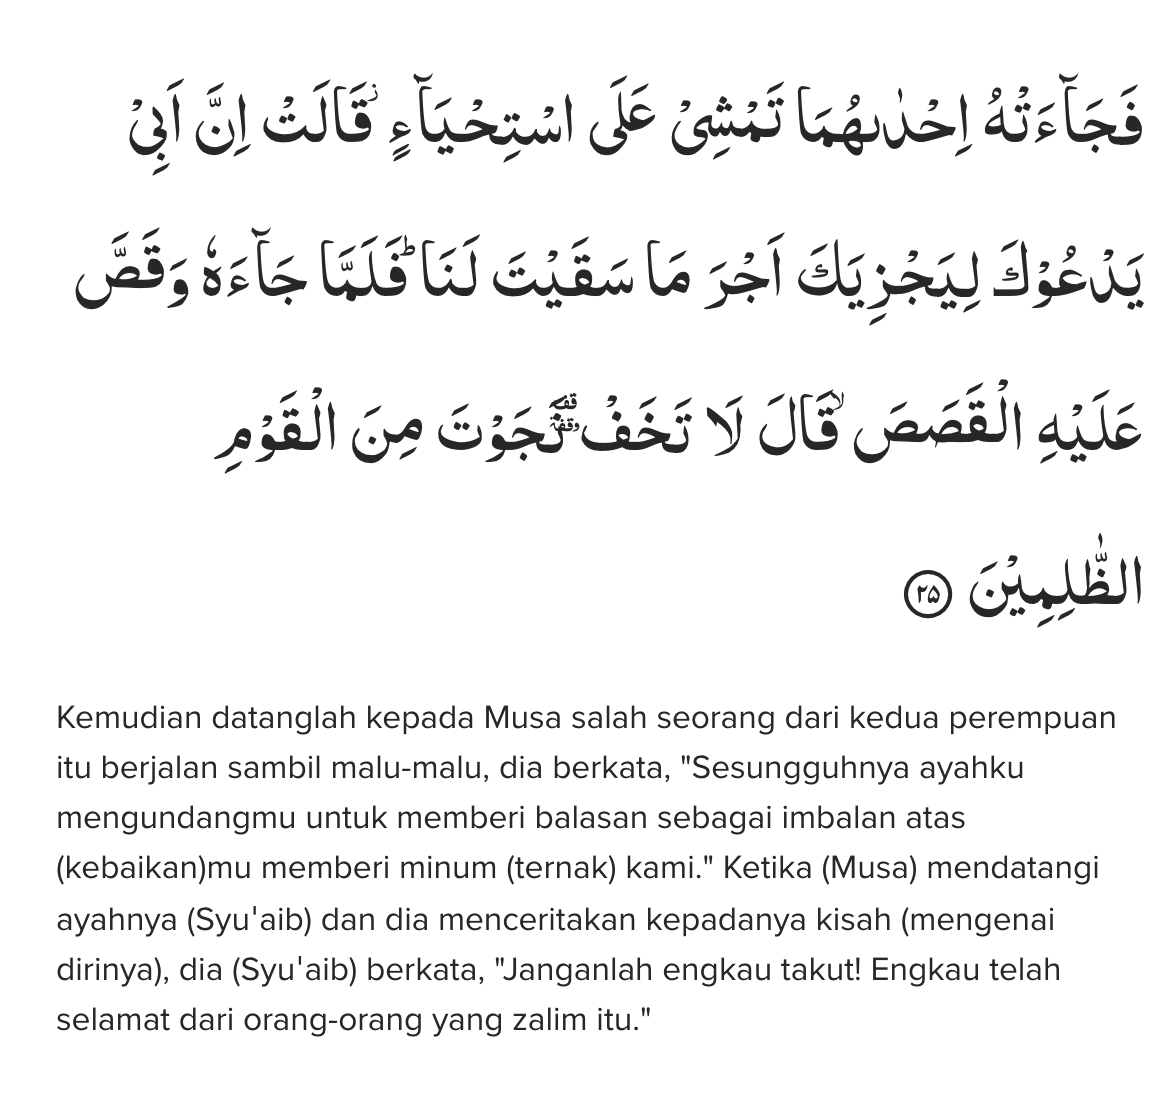 فَجَاۤءَتْهُ اِحْدٰىهُمَا تَمْشِيْ عَلَى اسْتِحْيَاۤءٍ ۖقَالَتْ اِنَّ اَبِيْ
يَدْعُوْكَ لِيَجْزِيَكَ اَجْرَ مَا سَقَيْتَ لَنَاۗ فَلَمَّا جَاۤءَهٗ وَقَصَّ
عَلَيْهِ الْقَصَصَ ۙقَالَ لَا تَخَفْۗ نَجَوْتَ مِنَ الْقَوْمِ
الظّٰلِمِيْنَ ۲۵
Kemudian datanglah kepada Musa salah seorang dari kedua perempuan
itu berjalan sambil malu-malu, dia berkata, "Sesungguhnya ayahku
mengundangmu untuk memberi balasan sebagai imbalan atas
(kebaikan)mu memberi minum (ternak) kami." Ketika (Musa) mendatangi
ayahnya (Syu'aib) dan dia menceritakan kepadanya kisah (mengenai
dirinya), dia (Syu'aib) berkata, "Janganlah engkau takut! Engkau telah
selamat dari orang-orang yang zalim itu."